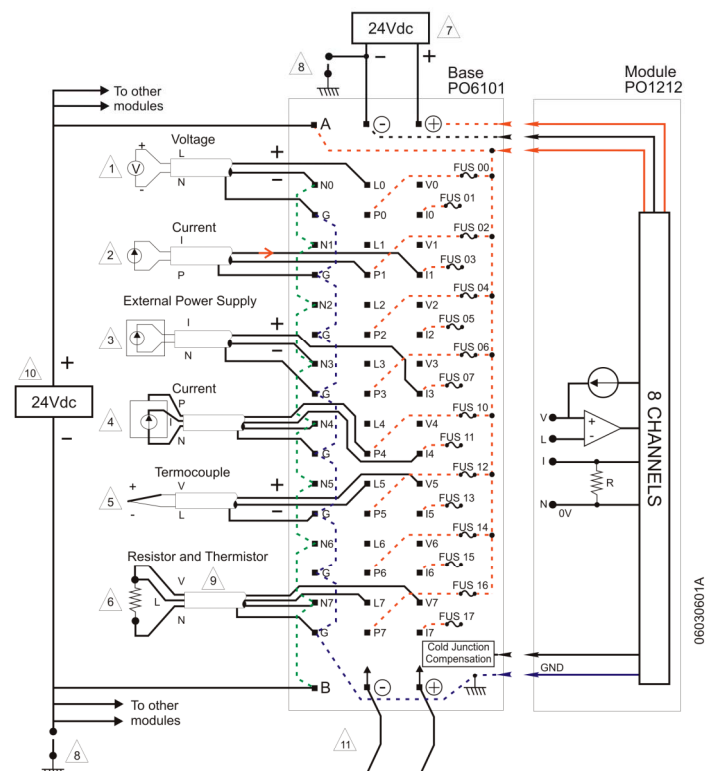 24Vdc
7
8
−
+
Base
PO6101
Module
PO1212
To other
modules
A
−
+
Voltage
+
V
-
L
N
1
+
−
N0
L0
V0
FUS 00
G
P0
I0
FUS 01
Current
I
P
2
N1
L1
V1
FUS 02
G
P1
I1
FUS 03
External Power Supply
I
N
3
+
−
N2
L2
V2
FUS 04
G
P2
I2
FUS 05
N3
L3
V3
FUS 06
G
P3
I3
FUS 07
10
+
24Vdc
−
Current
P
I
N
4
N4
L4
V4
FUS 10
G
P4
I4
FUS 11
Termocouple
+
-
V
L
5
+
−
N5
L5
V5
FUS 12
G
P5
I5
FUS 13
N6
L6
V6
FUS 14
G
P6
I6
FUS 15
Resistor and Thermistor
V
L
N
9
6
N7
L7
V7
FUS 16
G
P7
I7
FUS 17
Cold Junction
Compensation
GND
V
L
I
N
0V
+
-
R
8 CHANNELS
06030601A
B
−
+
To other
modules
8
11